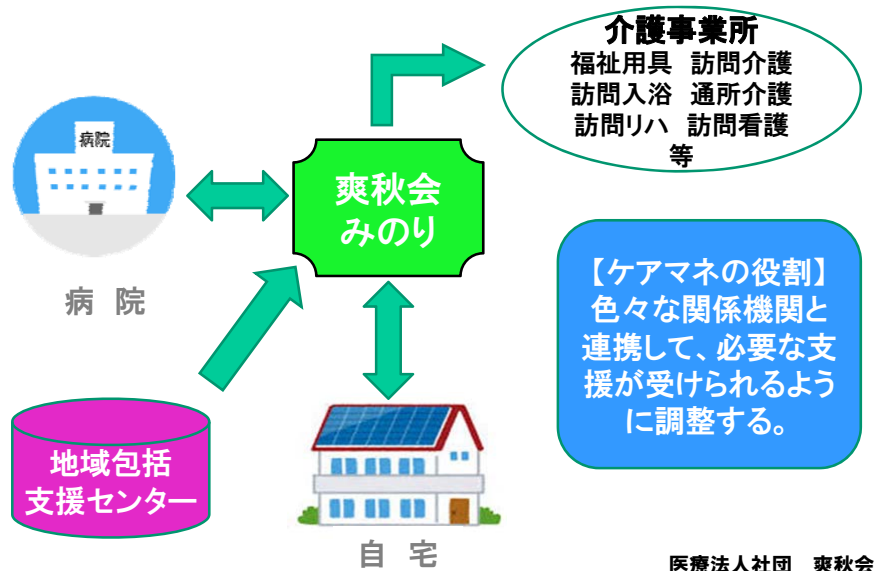 介護事業所
福祉用具 訪問介護
訪問入浴 通所介護
訪問リハ 訪問看護
等
病院
爽秋会
みのり
病 院
【ケアマネの役割】
色々な関係機関と
連携して、必要な支
援が受けられるよう
に調整する。
地域包括
支援センター
自 宅
医療法人社団 爽秋会